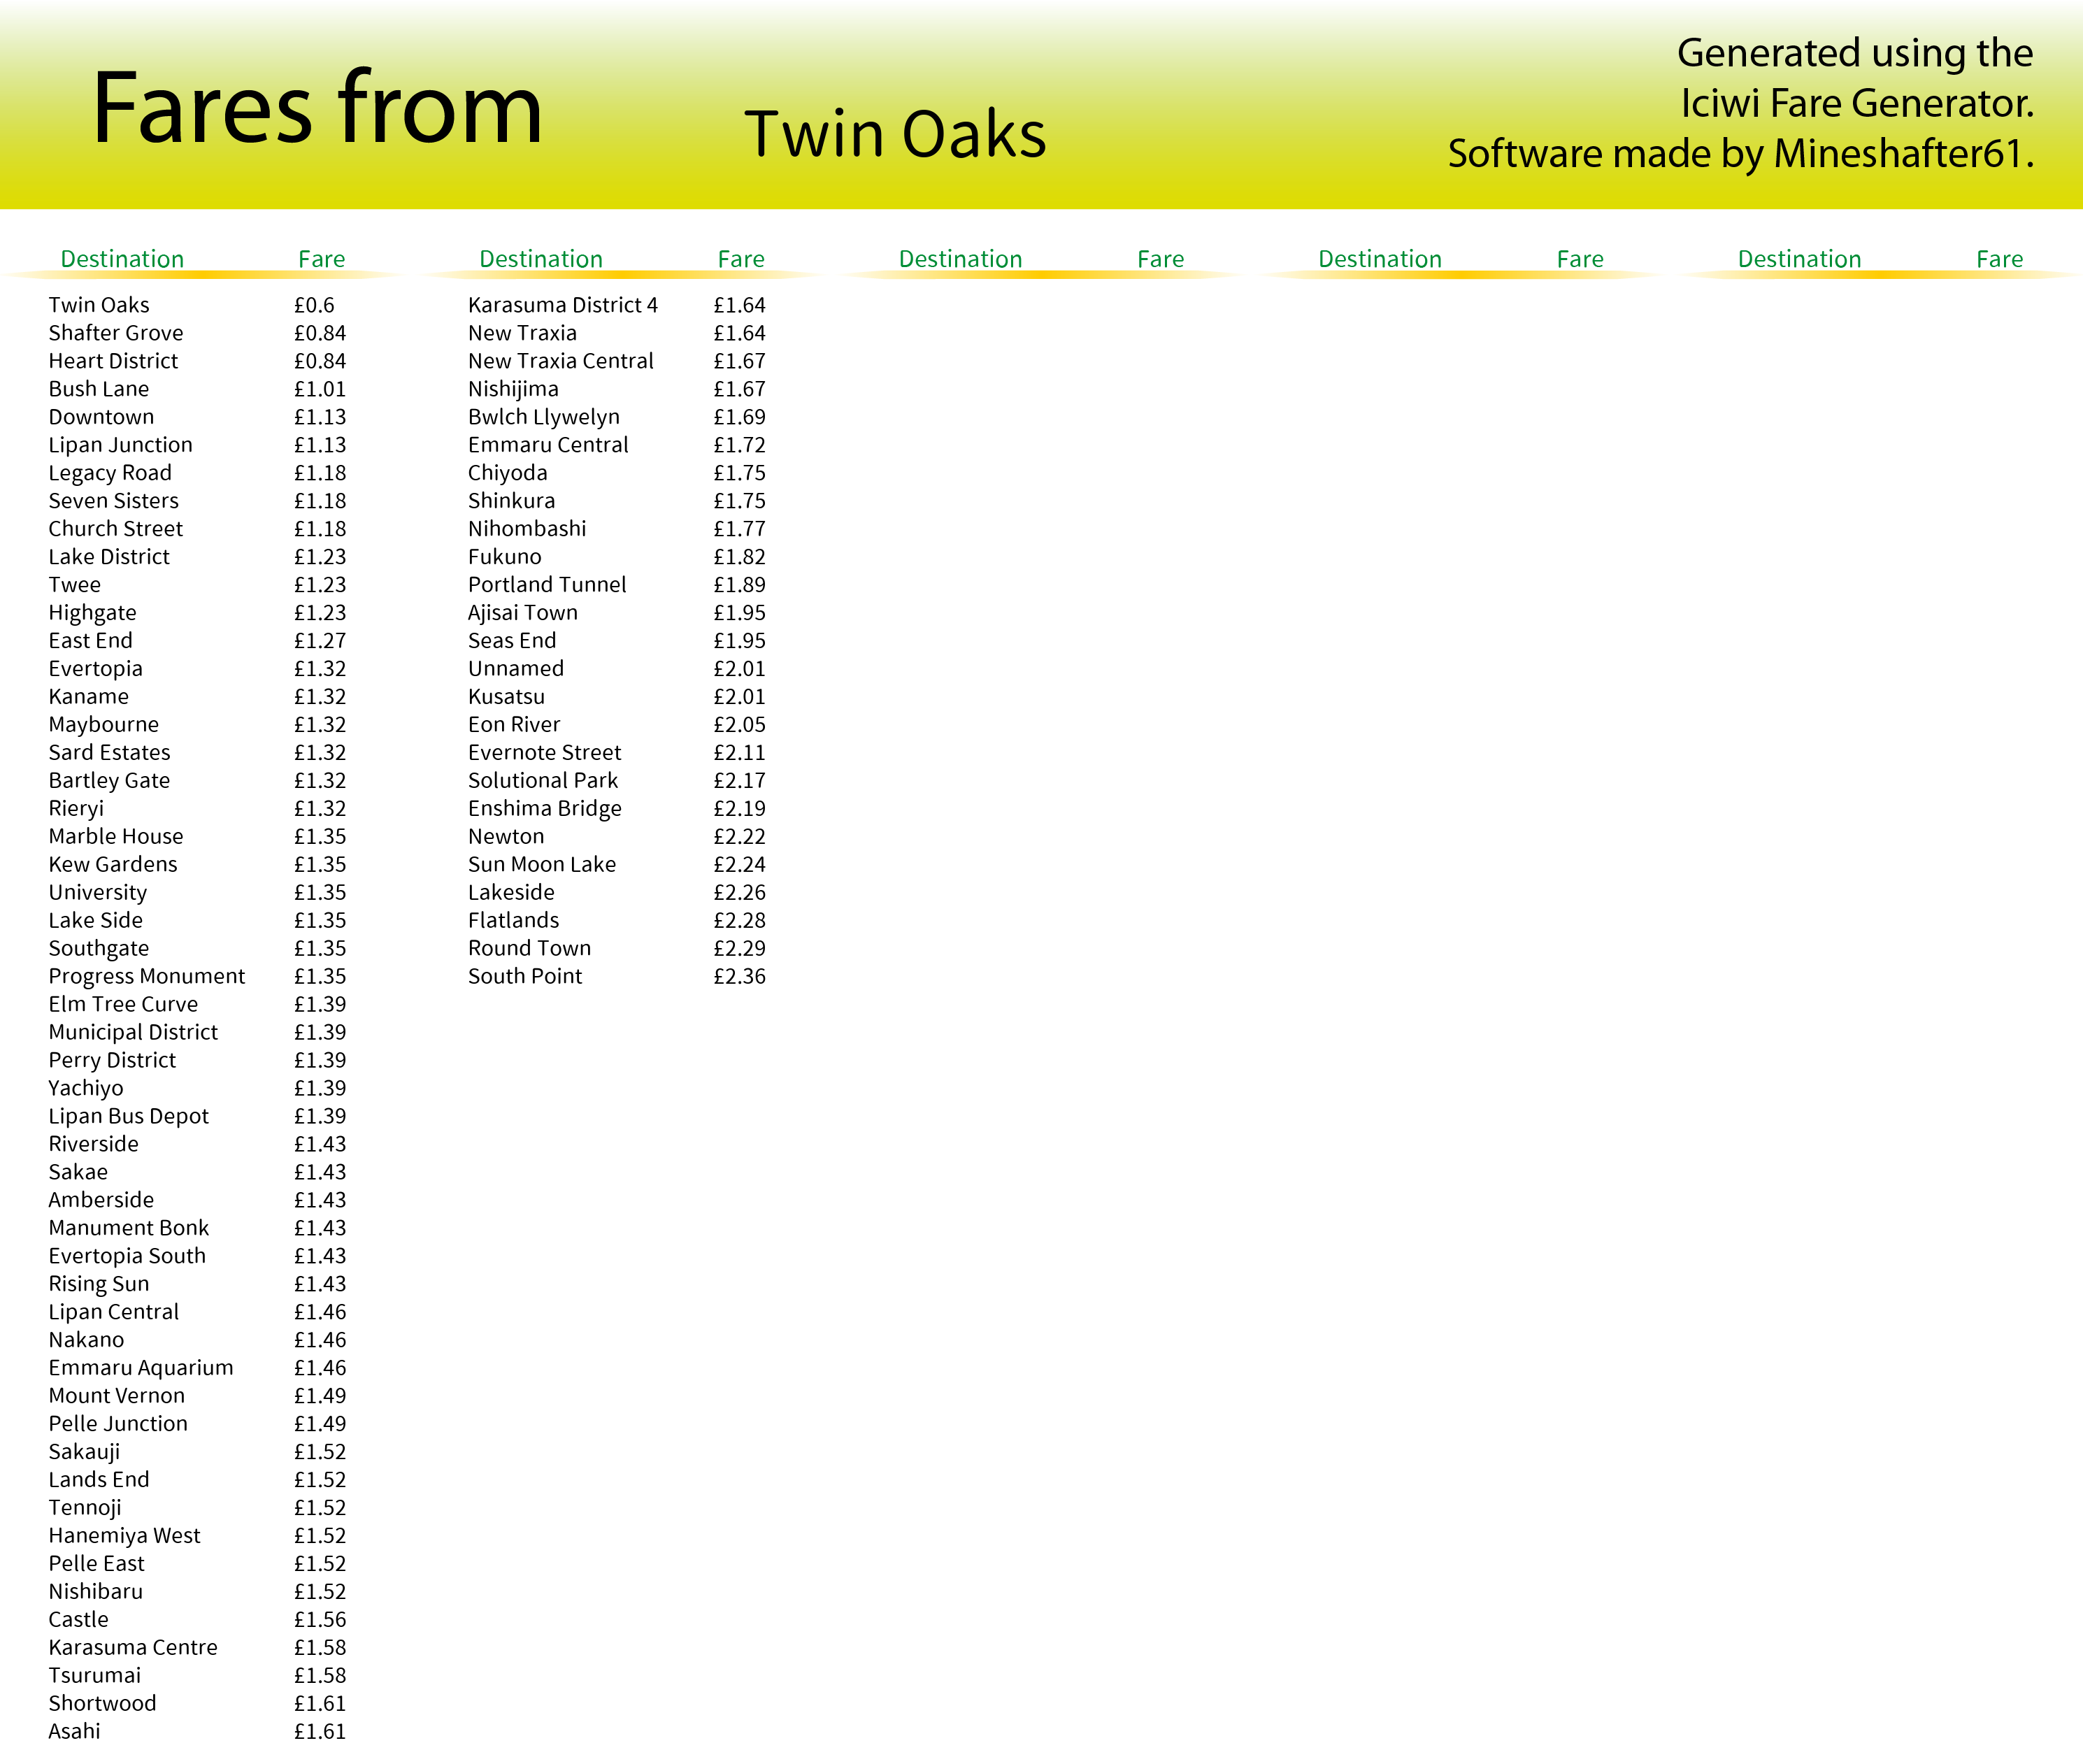 Fares from
Twin Oaks
Generated using the
Iciwi Fare Generator.
Software made by Mineshafter61.
Destination Fare Destination Fare Destination Fare Destination Fare Destination Fare
Twin Oaks £0.6
Shafter Grove £0.84
Heart District £0.84
Bush Lane £1.01
Downtown £1.13
Lipan Junction £1.13
Legacy Road £1.18
Seven Sisters £1.18
Church Street £1.18
Lake District £1.23
Twee £1.23
Highgate £1.23
East End £1.27
Evertopia £1.32
Kaname £1.32
Maybourne £1.32
Sard Estates £1.32
Bartley Gate £1.32
Rieryi £1.32
Marble House £1.35
Kew Gardens £1.35
University £1.35
Lake Side £1.35
Southgate £1.35
Progress Monument £1.35
Elm Tree Curve £1.39
Municipal District £1.39
Perry District £1.39
Yachiyo £1.39
Lipan Bus Depot £1.39
Riverside £1.43
Sakae £1.43
Amberside £1.43
Manument Bonk £1.43
Evertopia South £1.43
Rising Sun £1.43
Lipan Central £1.46
Nakano £1.46
Emmaru Aquarium £1.46
Mount Vernon £1.49
Pelle Junction £1.49
Sakauji £1.52
Lands End £1.52
Tennoji £1.52
Hanemiya West £1.52
Pelle East £1.52
Nishibaru £1.52
Castle £1.56
Karasuma Centre £1.58
Tsurumai £1.58
Shortwood £1.61
Asahi £1.61
Karasuma District 4 £1.64
New Traxia £1.64
New Traxia Central £1.67
Nishijima £1.67
Bwlch Llywelyn £1.69
Emmaru Central £1.72
Chiyoda £1.75
Shinkura £1.75
Nihombashi £1.77
Fukuno £1.82
Portland Tunnel £1.89
Ajisai Town £1.95
Seas End £1.95
Unnamed £2.01
Kusatsu £2.01
Eon River £2.05
Evernote Street £2.11
Solutional Park £2.17
Enshima Bridge £2.19
Newton £2.22
Sun Moon Lake £2.24
Lakeside £2.26
Flatlands £2.28
Round Town £2.29
South Point £2.36